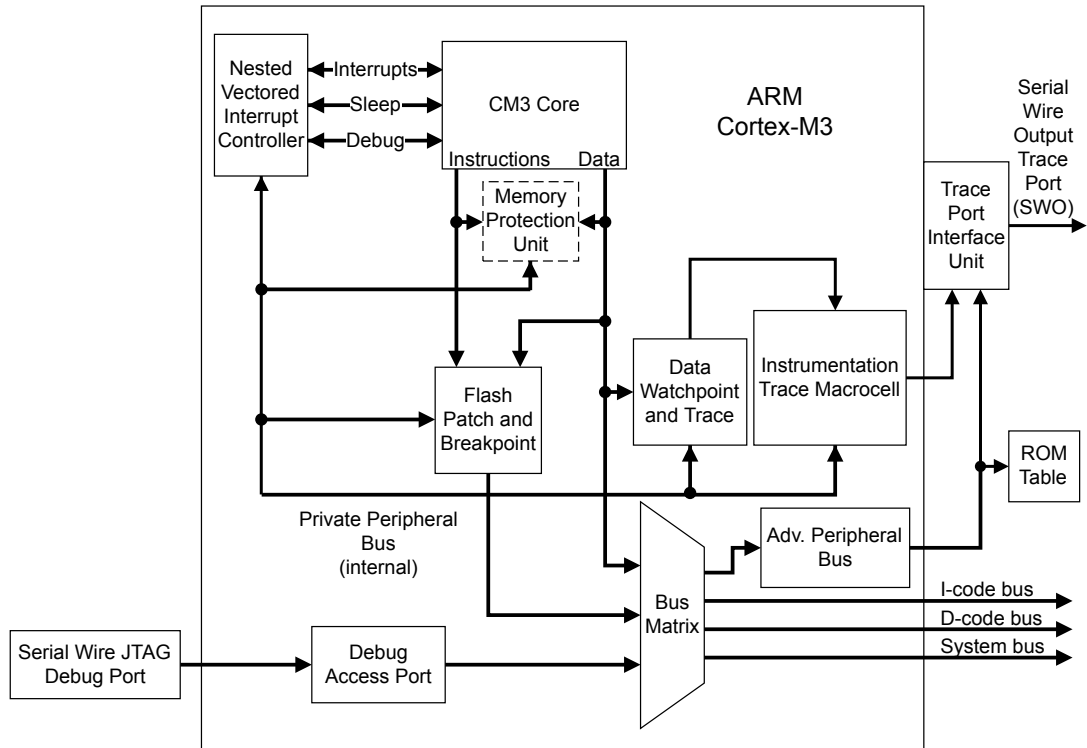 Nested
Vectored
Interrupt
Controller
Interrupts
Sleep
Debug
CM3 Core
Instructions
Data
ARM
Cortex-M3
Memory
Protection
Unit
Serial
Wire
Output
Trace
Port
(SWO)
Trace
Port
Interface
Unit
Flash
Patch and
Breakpoint
Data
Watchpoint
and Trace
Instrumentation
Trace Macrocell
ROM
Table
Private Peripheral
Bus
(internal)
Adv. Peripheral
Bus
Bus
Matrix
I-code bus
D-code bus
System bus
Serial Wire JTAG
Debug Port
Debug
Access Port